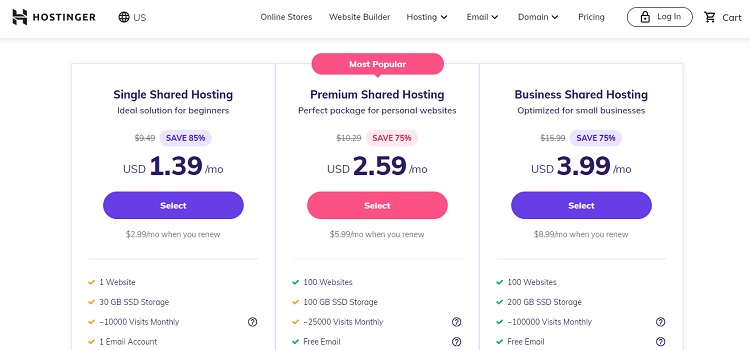 HOSTINGER US Online Stores Website Builder Hosting Email Domain Pricing Log In Cart
Most Popular
Single Shared Hosting
Ideal solution for beginners
$9.49 SAVE 85%
USD 1.39 /mo
Select
$2.99/mo when you renew
1 Website
30 GB SSD Storage
~10000 Visits Monthly
1 Email Account
Premium Shared Hosting
Perfect package for personal websites
$10.29 SAVE 75%
USD 2.59 /mo
Select
$5.99/mo when you renew
100 Websites
100 GB SSD Storage
~25000 Visits Monthly
Free Email
Business Shared Hosting
Optimized for small businesses
$15.99 SAVE 75%
USD 3.99 /mo
Select
$8.99/mo when you renew
100 Websites
200 GB SSD Storage
~100000 Visits Monthly
Free Email